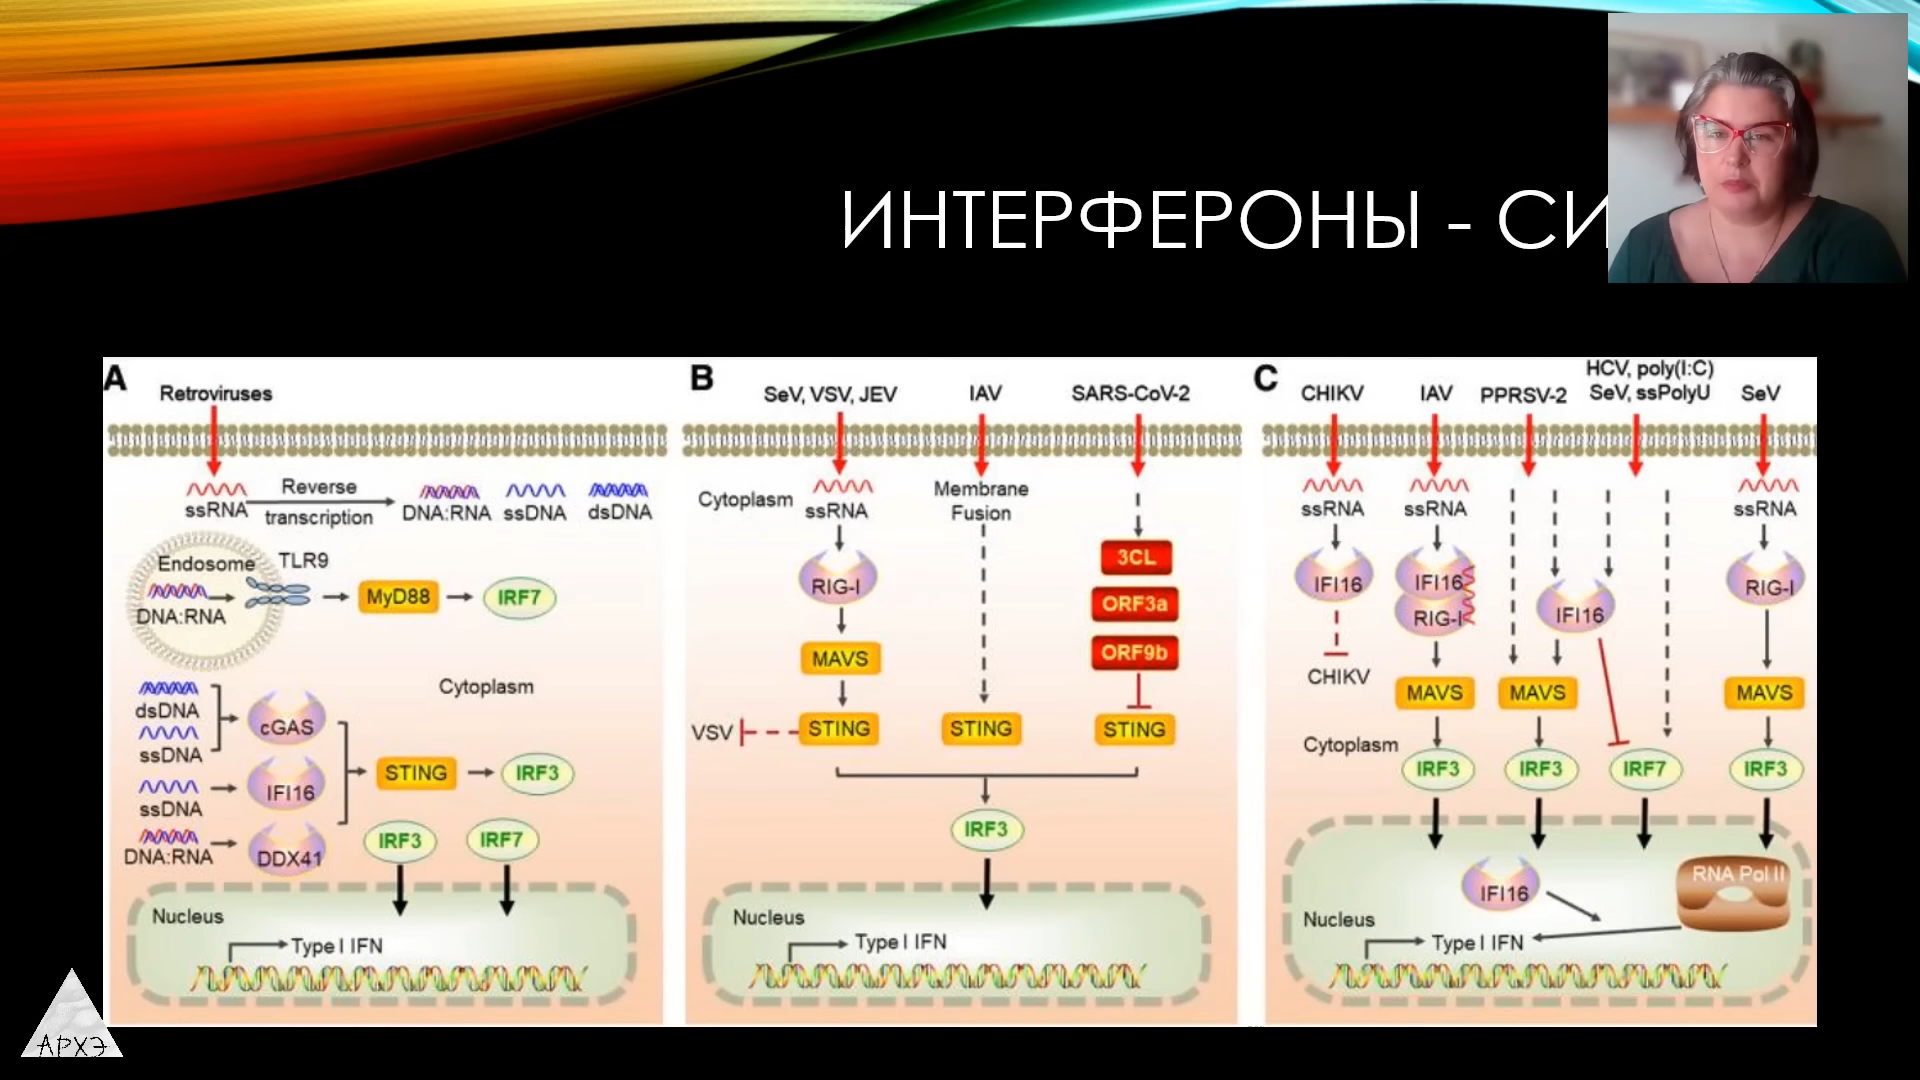 ИНТЕРФЕРОНЫ - СИ
A
Retroviruses
ssRNA
Reverse
transcription
DNA:RNA
ssDNA
dsDNA
Endosome
TLR9
DNA:RNA
MyD88
IRF7
Cytoplasm
dsDNA
ssDNA
cGAS
ssDNA
IFI16
STING
IRF3
DNA:RNA
DDX41
IRF3
IRF7
Nucleus
Type I IFN
B
SeV, VSV, JEV
IAV
SARS-CoV-2
Cytoplasm
ssRNA
Membrane
Fusion
RIG-I
3CL
ORF3a
ORF9b
MAVS
VSV
STING
STING
STING
IRF3
Nucleus
Type I IFN
C
CHIKV
IAV
PPRSV-2
HCV, poly(I:C)
SeV, ssPolyU
SeV
ssRNA
ssRNA
ssRNA
IFI16
IFI16
RIG-I
IFI16
RIG-I
CHIKV
MAVS
MAVS
MAVS
Cytoplasm
IRF3
IRF3
IRF7
IRF3
IFI16
RNA Pol II
Nucleus
Type I IFN
АРХЭ